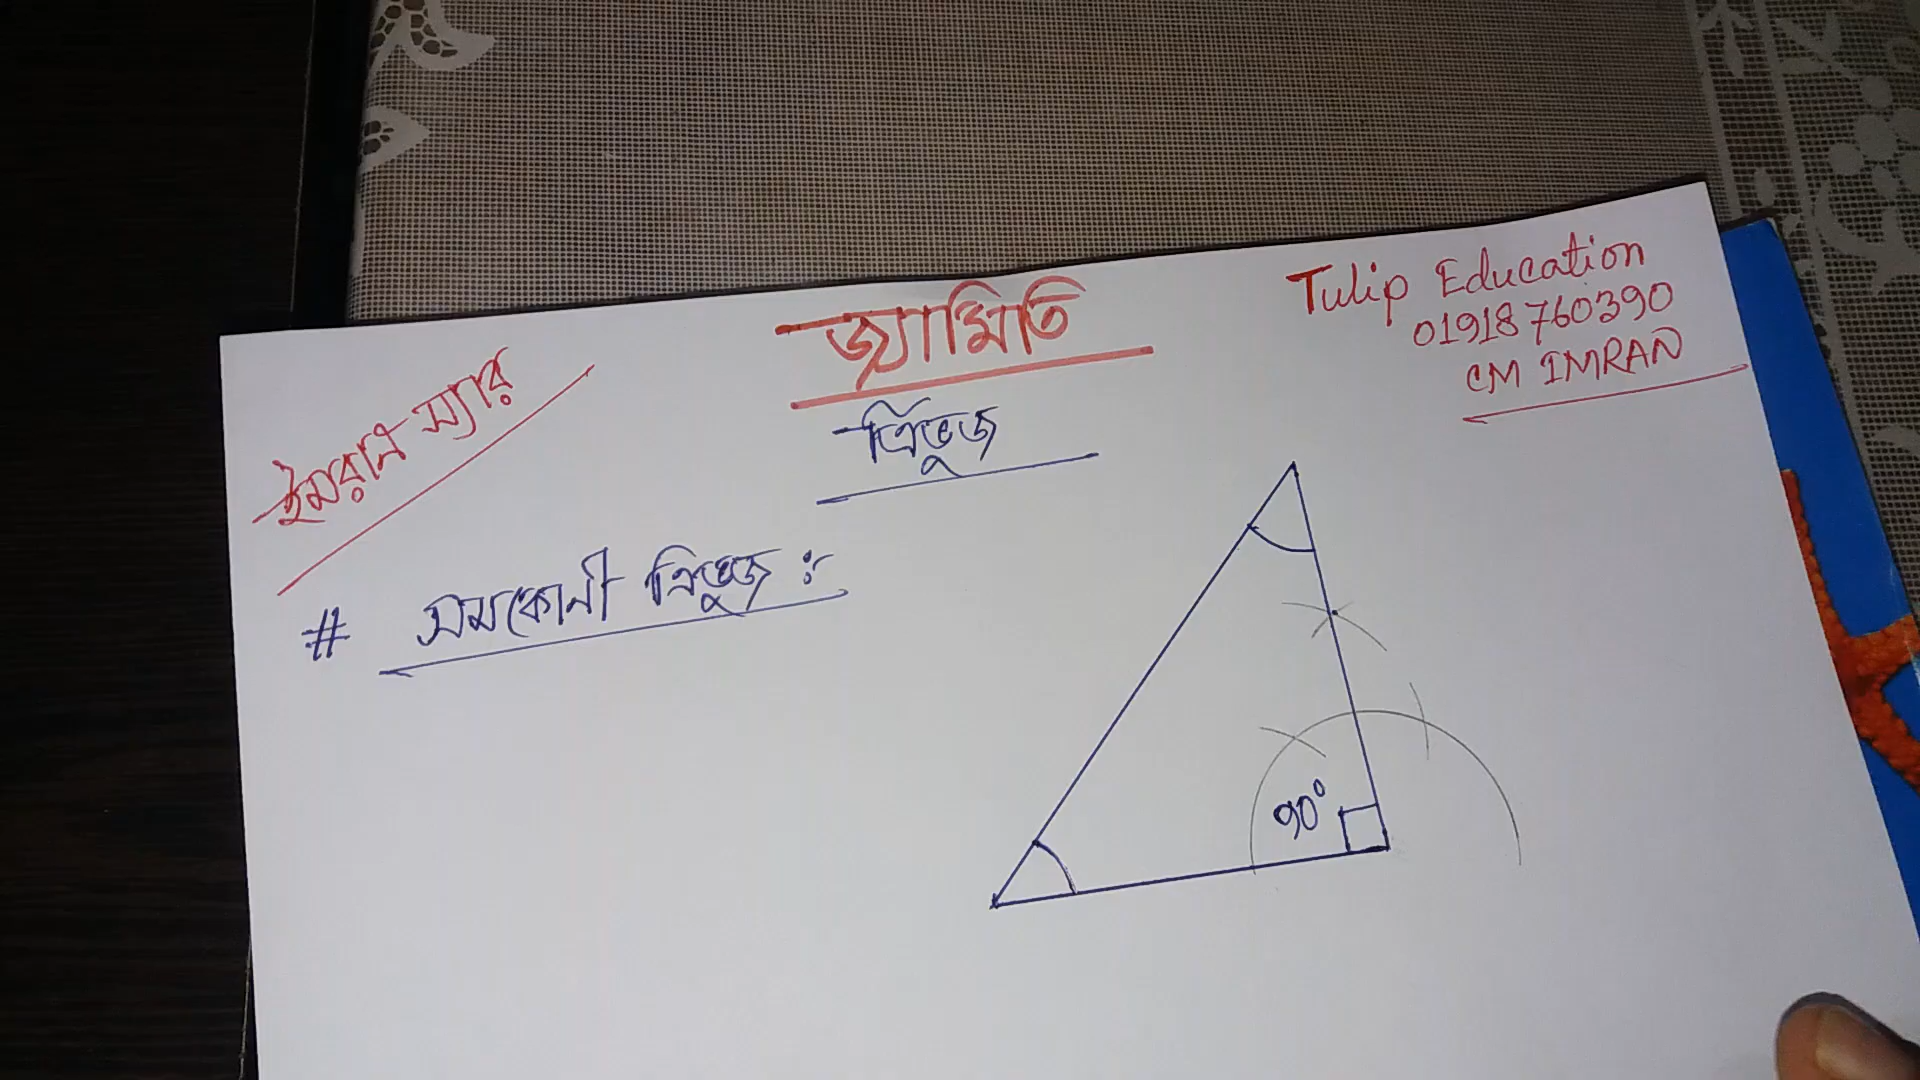 জ্যামিতি
Tulip Education
01918760390
CM IMRAN
ইমরান স্যার
ত্রিভুজ
# সমকোনী ত্রিভুজ :
90°